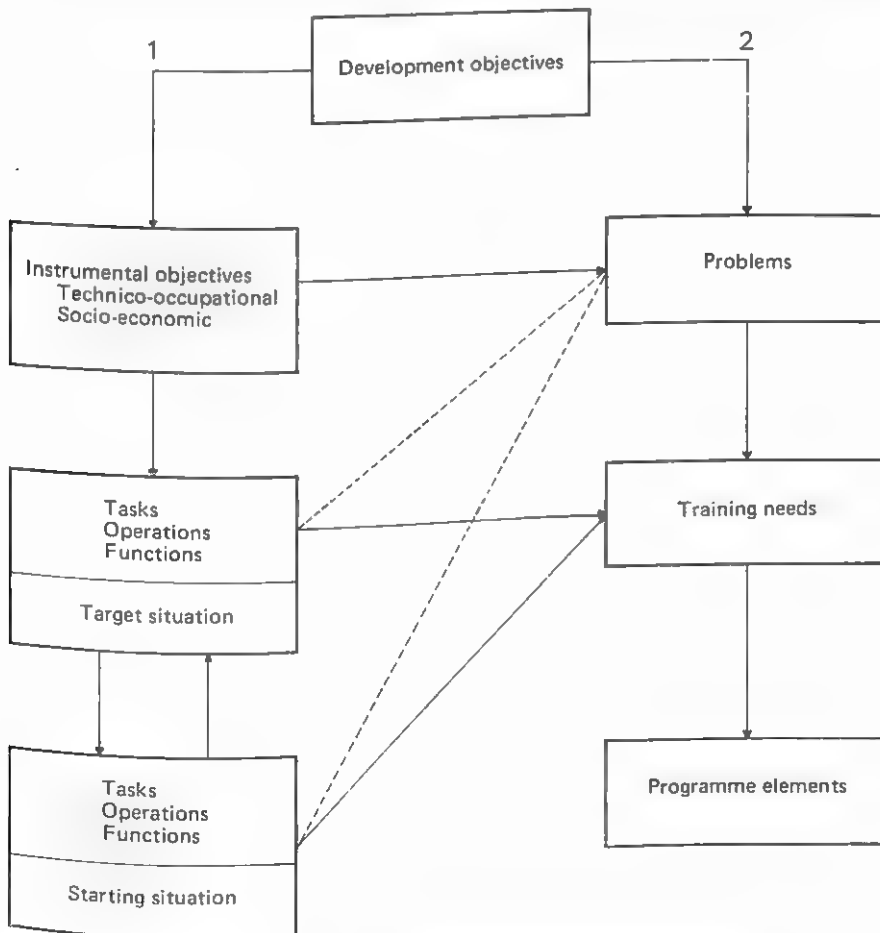 1
Development objectives
2
Instrumental objectives
Technico-occupational
Socio-economic
Problems
Tasks
Operations
Functions
Target situation
Training needs
Tasks
Operations
Functions
Starting situation
Programme elements